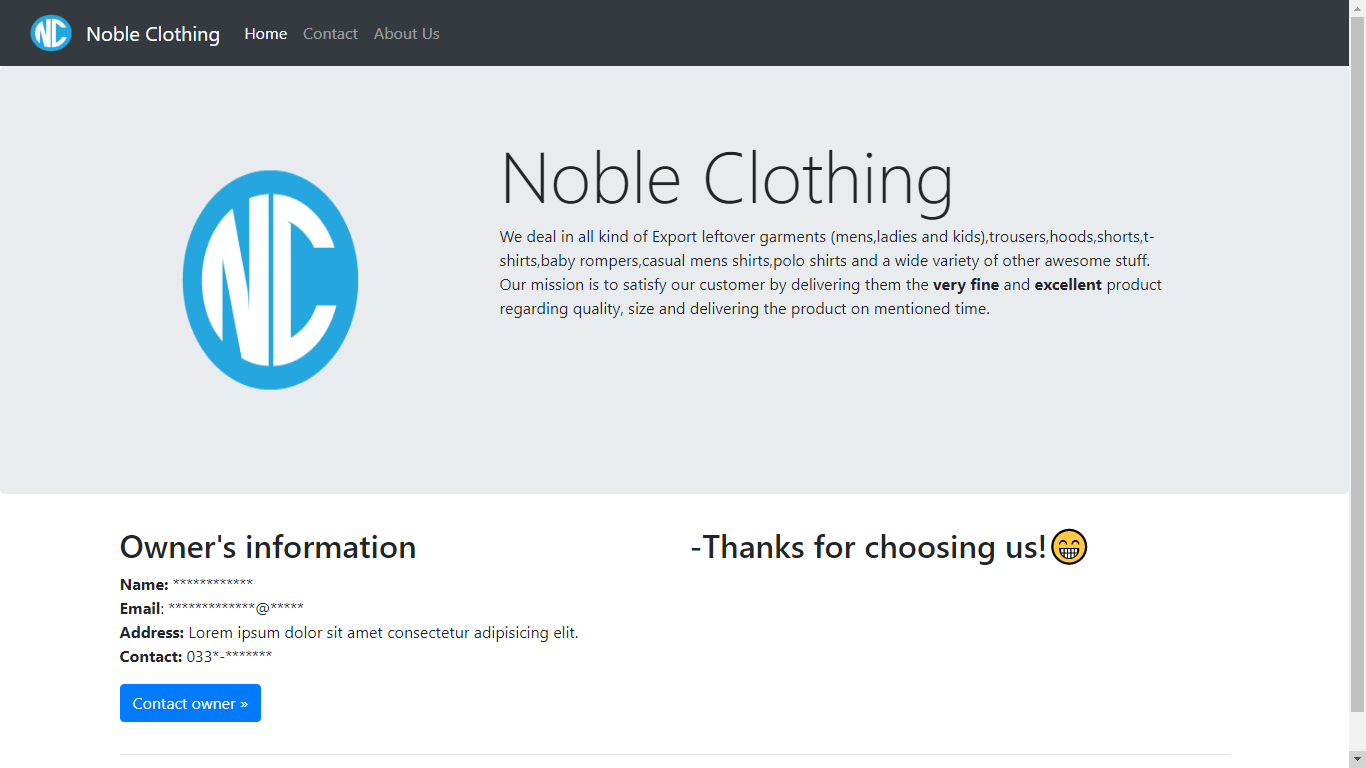 NC Noble Clothing Home Contact About Us
Noble Clothing
NC
We deal in all kind of Export leftover garments (mens,ladies and kids),trousers,hoods,shorts,t-
shirts,baby rompers,casual mens shirts,polo shirts and a wide variety of other awesome stuff.
Our mission is to satisfy our customer by delivering them the very fine and excellent product
regarding quality, size and delivering the product on mentioned time.
Owner's information
Name: ************
Email: *************@*****
Address: Lorem ipsum dolor sit amet consectetur adipisicing elit.
Contact: 033*-*******
Contact owner »
-Thanks for choosing us!😁